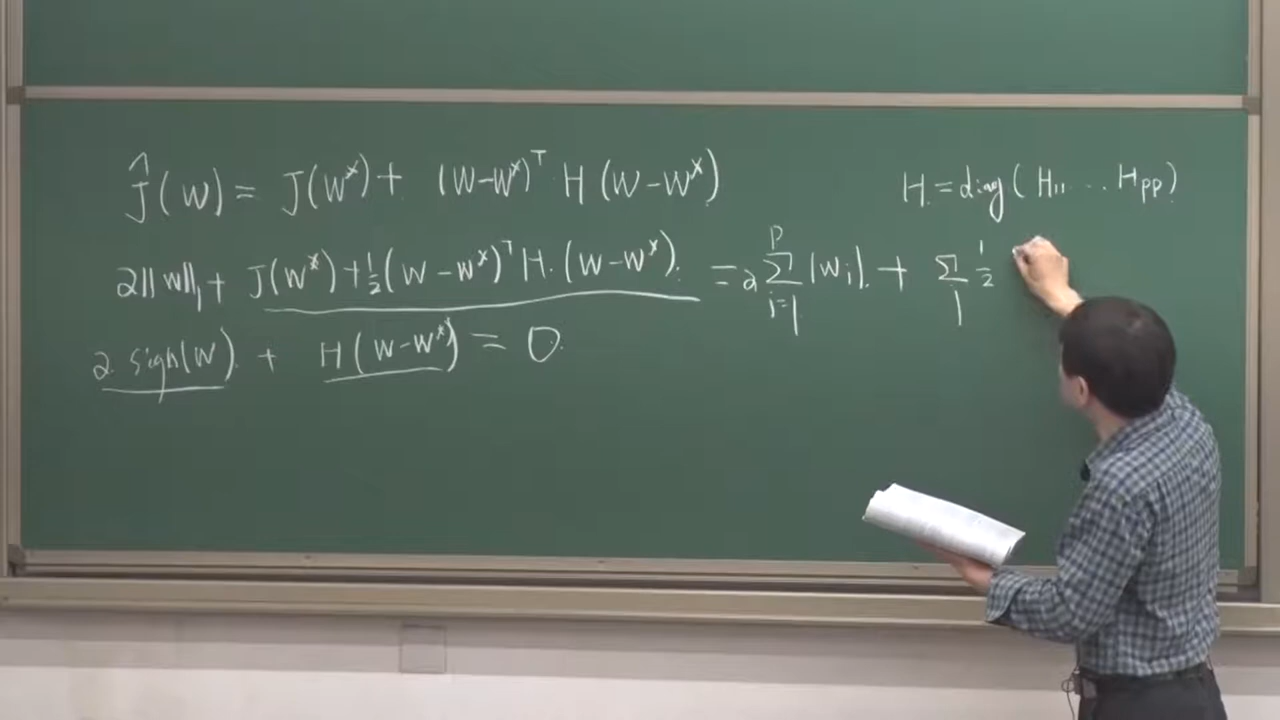 Ĵ(w) = J(w*) + (w-w*)ᵀ H (w-w*)
H = diag(H₁₁ ... Hpp)
2||w||₁ + J(w*) + ½(w-w*)ᵀ H (w-w*) = 2 Σᵢ₌₁ᴾ |wᵢ| + Σ₁ ½
2 sign(w) + H(w-w*) = 0